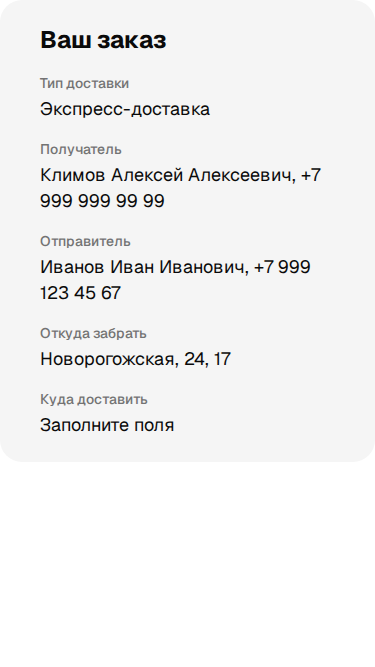 Ваш заказ
Тип доставки
Экспресс-доставка
Получатель
Климов Алексей Алексеевич, +7
999 999 99 99
Отправитель
Иванов Иван Иванович, +7 999
123 45 67
Откуда забрать
Новорогожская, 24, 17
Куда доставить
Заполните поля